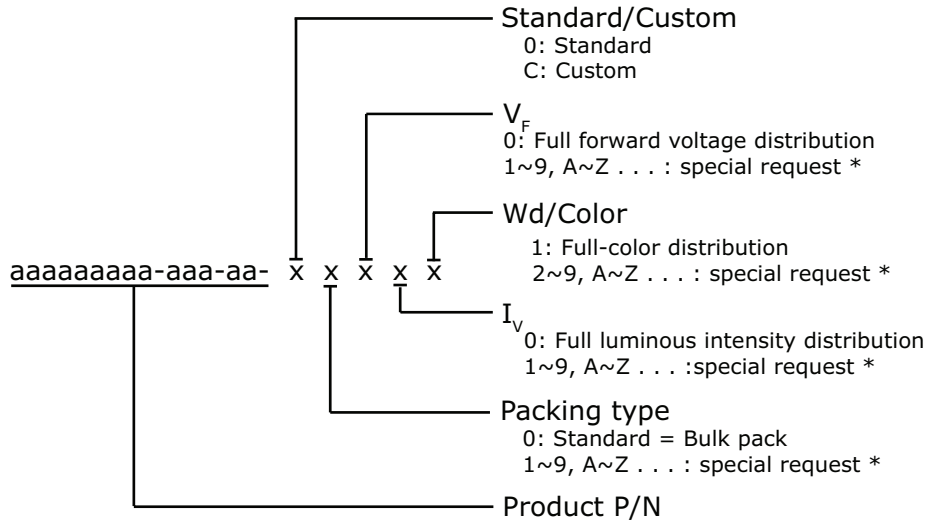 Standard/Custom
0: Standard
C: Custom
VF
0: Full forward voltage distribution
1~9, A~Z . . . : special request *
Wd/Color
1: Full-color distribution
2~9, A~Z . . . : special request *
aaaaaaaaa-aaa-aa- x x x x x
IV
0: Full luminous intensity distribution
1~9, A~Z . . . :special request *
Packing type
0: Standard = Bulk pack
1~9, A~Z . . . : special request *
Product P/N